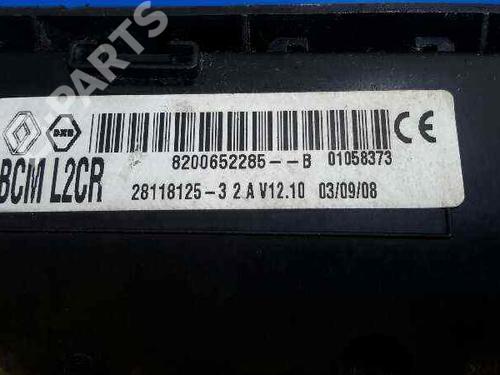 PARTS
8200652285--B 01058373
BCM L2CR
28118125-3 2 A V12.10 03/09/08
CE